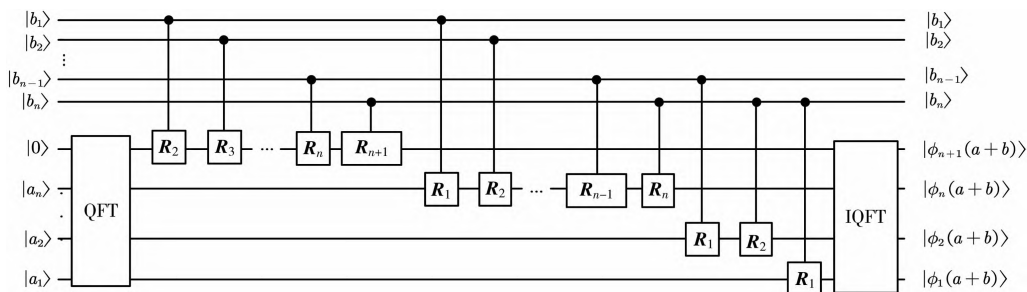 |b₁⟩ |b₁⟩
|b₂⟩ |b₂⟩
⋮
|bₙ₋₁⟩ |bₙ₋₁⟩
|bₙ⟩ |bₙ⟩
|0⟩ R₂ R₃ ··· Rₙ Rₙ₊₁ |ϕₙ₊₁(a+b)⟩
|aₙ⟩ R₁ R₂ ··· Rₙ₋₁ Rₙ |ϕₙ(a+b)⟩
QFT IQFT
|a₂⟩ R₁ R₂ |ϕ₂(a+b)⟩
|a₁⟩ R₁ |ϕ₁(a+b)⟩